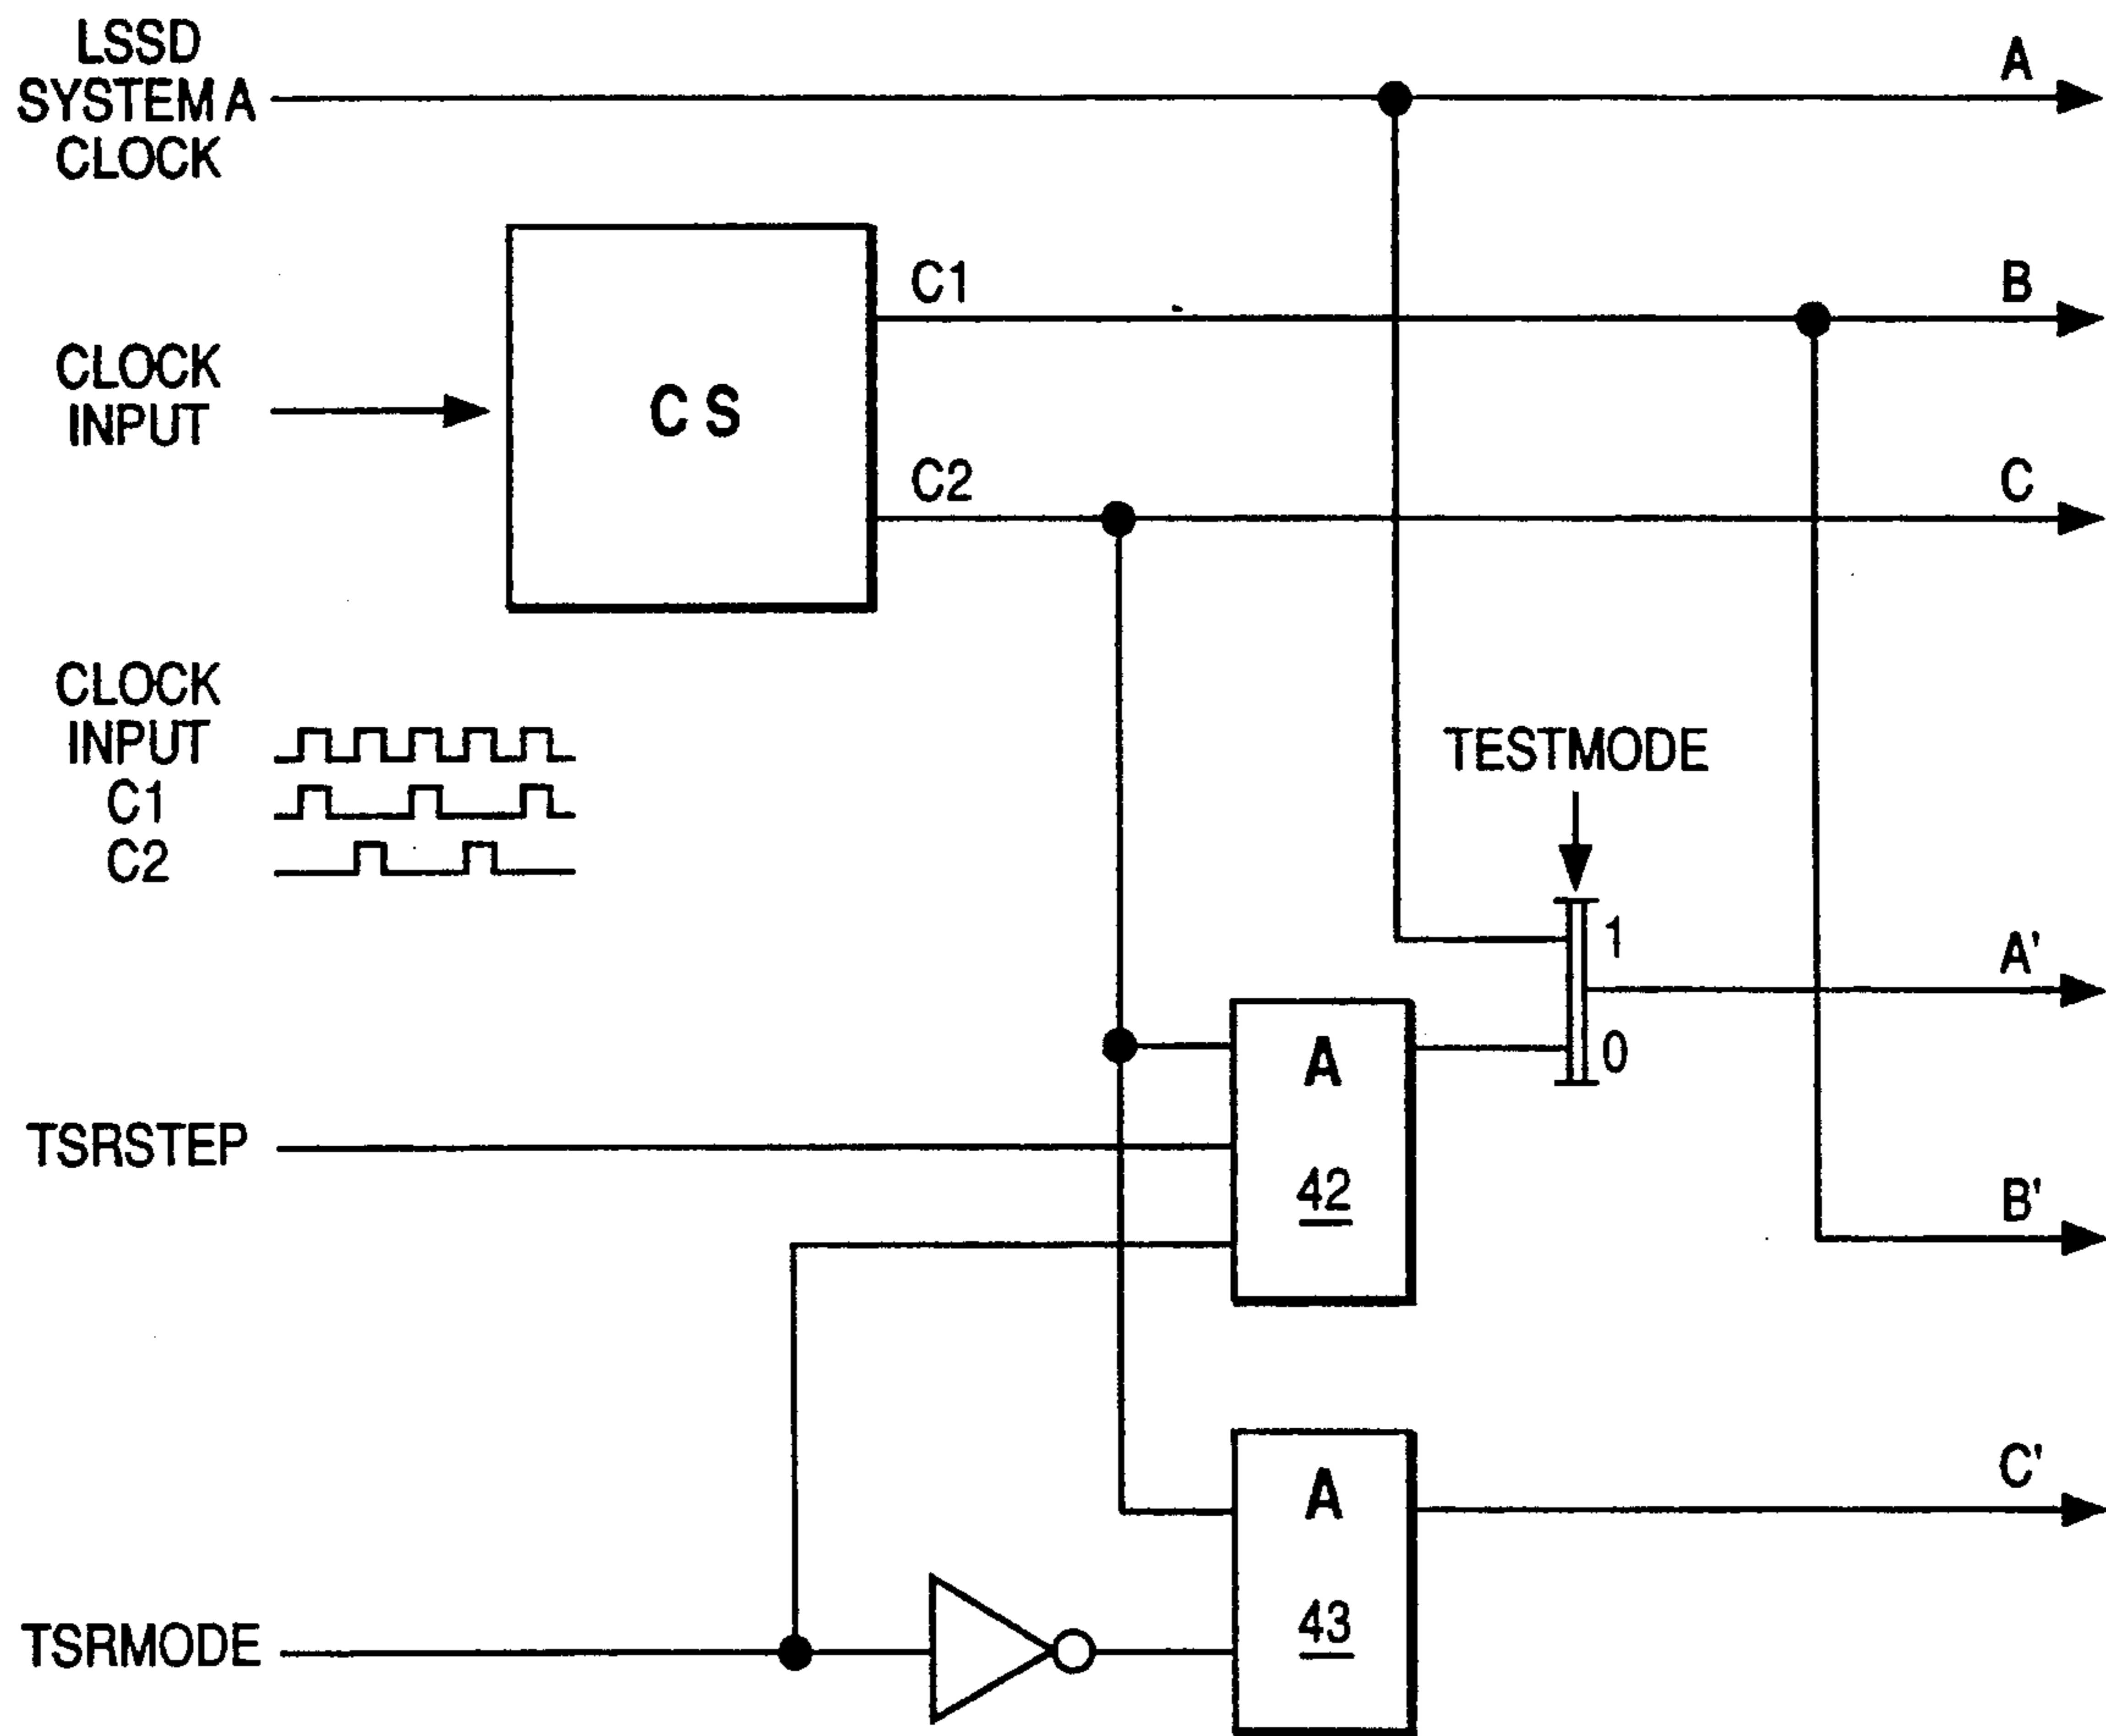 LSSD
SYSTEM A
CLOCK
A
C1
B
CLOCK
INPUT
C S
C2
C
CLOCK
INPUT
C1
C2
TESTMODE
1
A'
0
A
42
TSRSTEP
B'
A
43
C'
TSRMODE